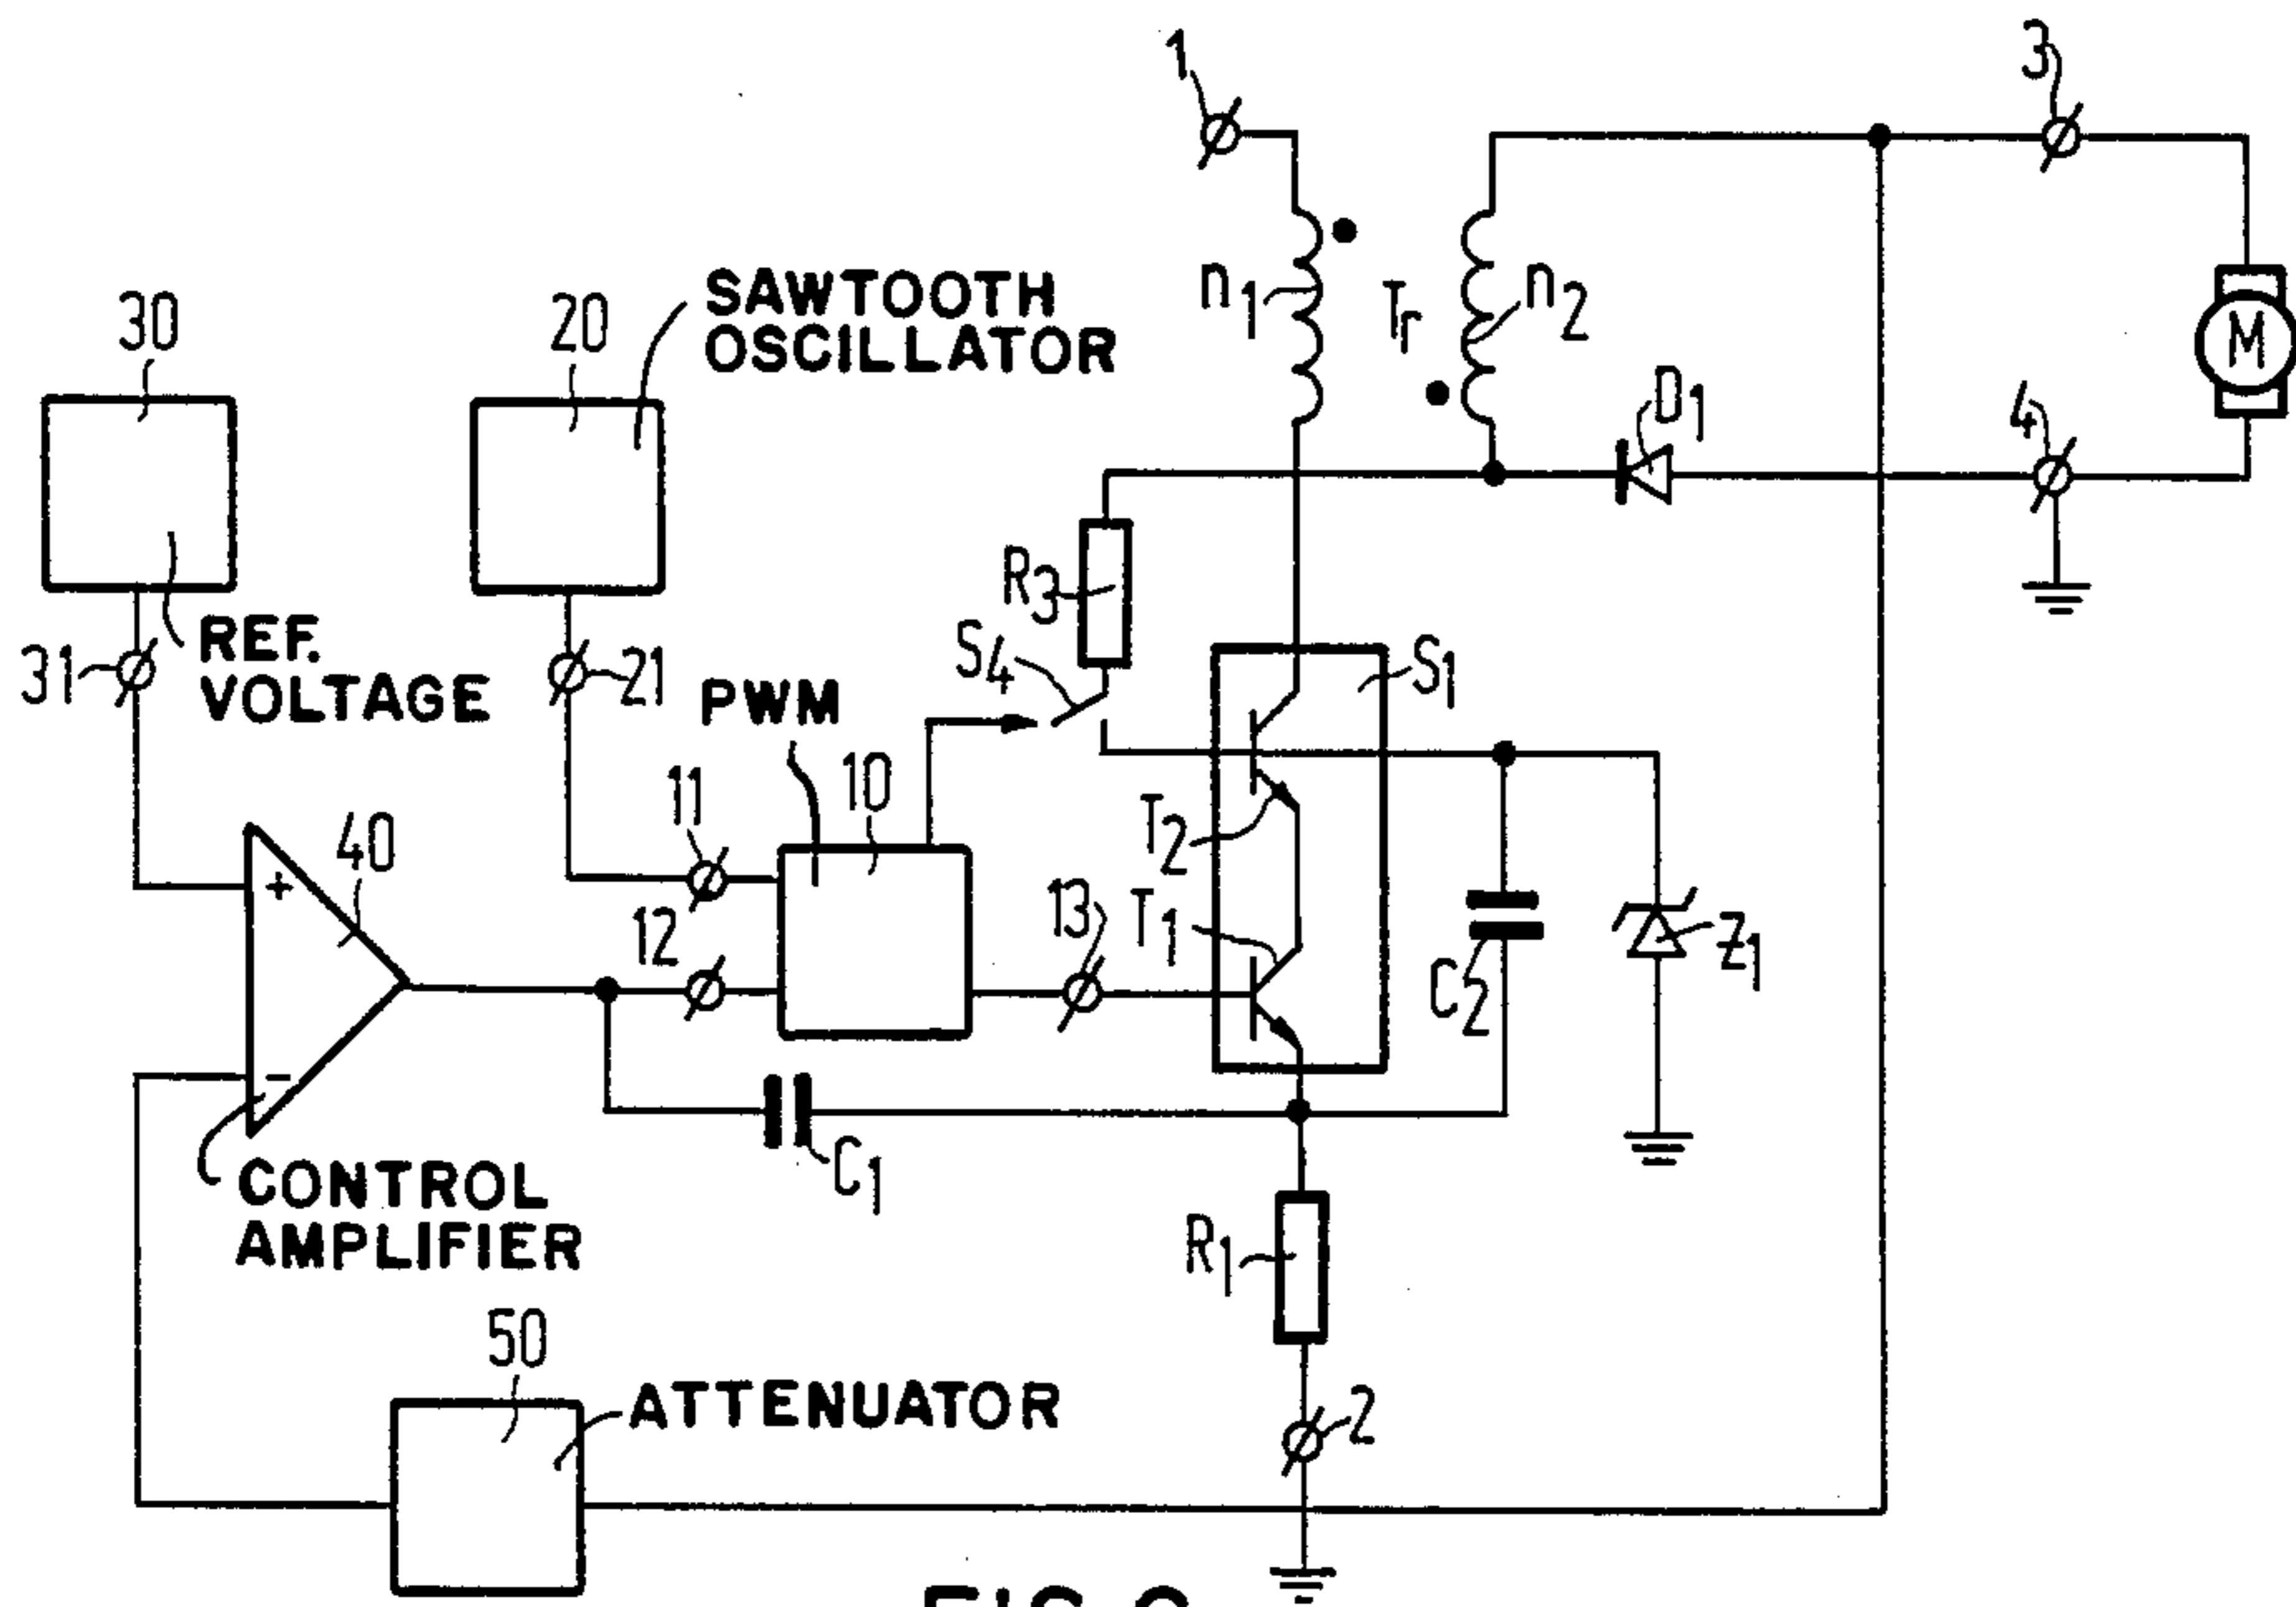 1
3
30
20
SAWTOOTH
OSCILLATOR
n1
Tr
n2
M
D1
4
R3
31
REF.
VOLTAGE
21
S4
S1
PWM
11
10
40
+
12
T2
13
T1
C2
Z1
−
C1
CONTROL
AMPLIFIER
R1
50
ATTENUATOR
2